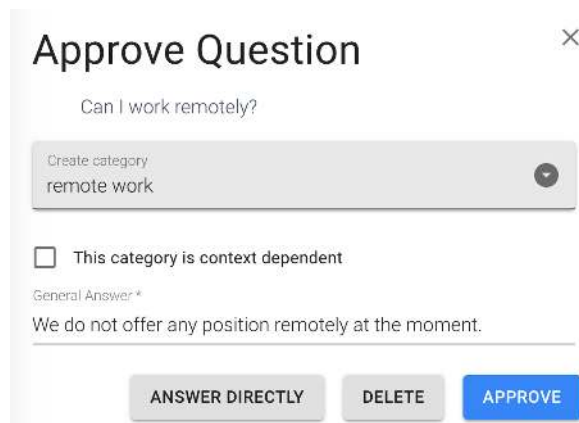 Approve Question
Can I work remotely?
Create category
remote work
This category is context dependent
General Answer *
We do not offer any position remotely at the moment.
ANSWER DIRECTLY DELETE APPROVE